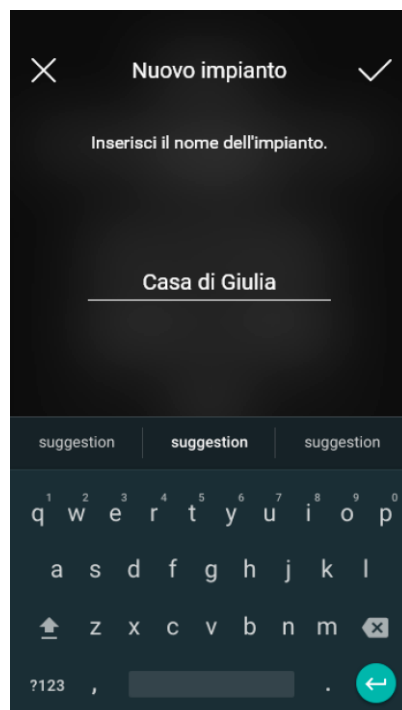 Nuovo impianto
Inserisci il nome dell'impianto.
Casa di Giulia
suggestion suggestion suggestion
1 2 3 4 5 6 7 8 9 0
q w e r t y u i o p
a s d f g h j k l
z x c v b n m
?123 , .